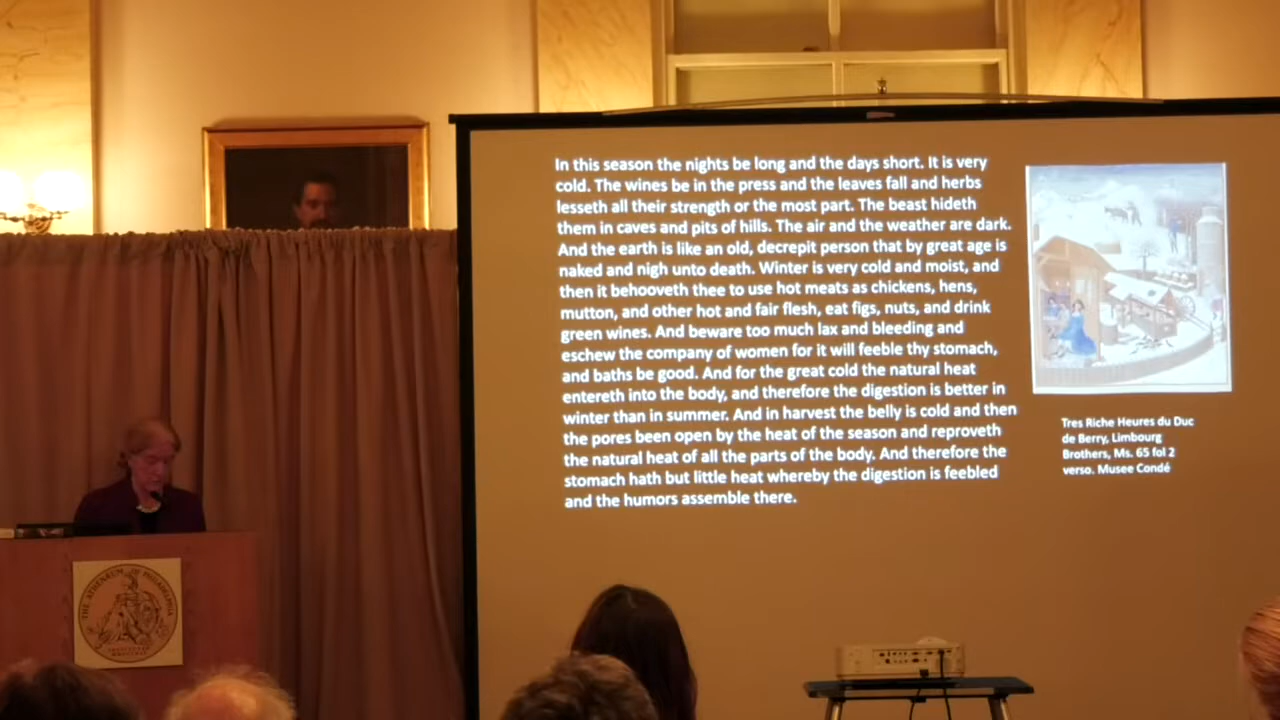 In this season the nights be long and the days short. It is very
cold. The wines be in the press and the leaves fall and herbs
lesseth all their strength or the most part. The beast hideth
them in caves and pits of hills. The air and the weather are dark.
And the earth is like an old, decrepit person that by great age is
naked and nigh unto death. Winter is very cold and moist, and
then it behooveth thee to use hot meats as chickens, hens,
mutton, and other hot and fair flesh, eat figs, nuts, and drink
green wines. And beware too much lax and bleeding and
eschew the company of women for it will feeble thy stomach,
and baths be good. And for the great cold the natural heat
entereth into the body, and therefore the digestion is better in
winter than in summer. And in harvest the belly is cold and then
the pores been open by the heat of the season and reproveth
the natural heat of all the parts of the body. And therefore the
stomach hath but little heat whereby the digestion is feebled
and the humors assemble there.
Tres Riche Heures du Duc
de Berry, Limbourg
Brothers, Ms. 65 fol 2
verso. Musee Condé
THE ATHENAEUM OF PHILADELPHIA